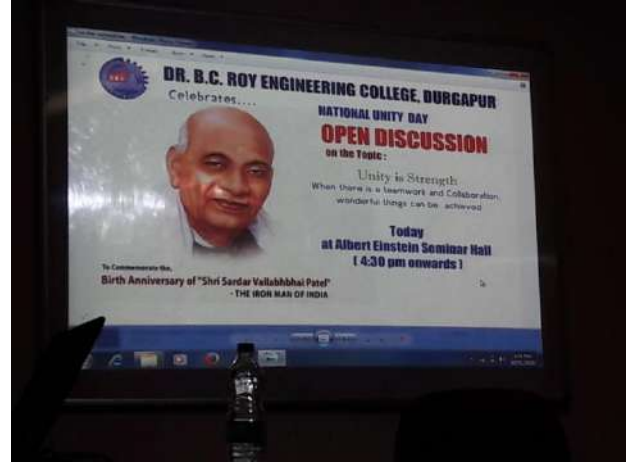 DR. B.C. ROY ENGINEERING COLLEGE, DURGAPUR
Celebrates....
NATIONAL UNITY DAY
OPEN DISCUSSION
on the Topic :
Unity is Strength
When there is a teamwork and Collaboration,
wonderful things can be achieved
Today
at Albert Einstein Seminar Hall
( 4:30 pm onwards )
To Commemorate the,
Birth Anniversary of "Shri Sardar Vallabhbhai Patel"
- THE IRON MAN OF INDIA